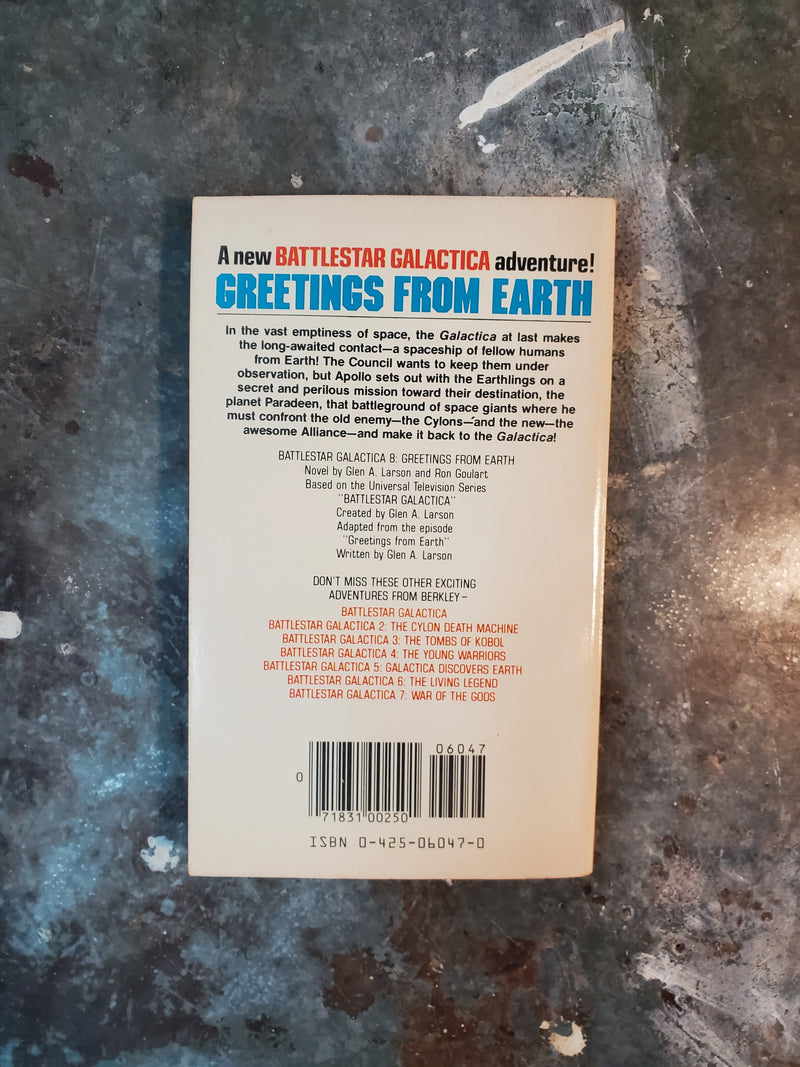 A new BATTLESTAR GALACTICA adventure!
GREETINGS FROM EARTH
In the vast emptiness of space, the Galactica at last makes
the long-awaited contact—a spaceship of fellow humans
from Earth! The Council wants to keep them under
observation, but Apollo sets out with the Earthlings on a
secret and perilous mission toward their destination, the
planet Paradeen, that battleground of space giants where he
must confront the old enemy—the Cylons—and the new—the
awesome Alliance—and make it back to the Galactica!
BATTLESTAR GALACTICA 8: GREETINGS FROM EARTH
Novel by Glen A. Larson and Ron Goulart
Based on the Universal Television Series
"BATTLESTAR GALACTICA"
Created by Glen A. Larson
Adapted from the episode
"Greetings from Earth"
Written by Glen A. Larson
DON'T MISS THESE OTHER EXCITING
ADVENTURES FROM BERKLEY—
BATTLESTAR GALACTICA
BATTLESTAR GALACTICA 2: THE CYLON DEATH MACHINE
BATTLESTAR GALACTICA 3: THE TOMBS OF KOBOL
BATTLESTAR GALACTICA 4: THE YOUNG WARRIORS
BATTLESTAR GALACTICA 5: GALACTICA DISCOVERS EARTH
BATTLESTAR GALACTICA 6: THE LIVING LEGEND
BATTLESTAR GALACTICA 7: WAR OF THE GODS
06047
0
71831 00250
ISBN 0-425-06047-0